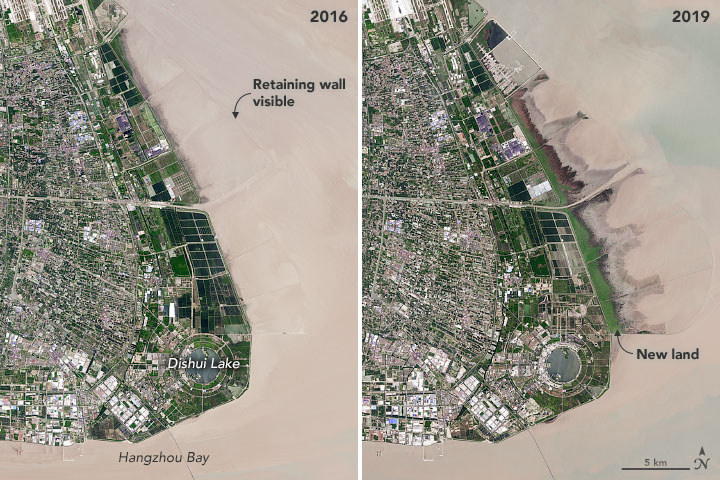 2016
Retaining wall
visible
Dishui Lake
Hangzhou Bay
2019
New land
5 km
N